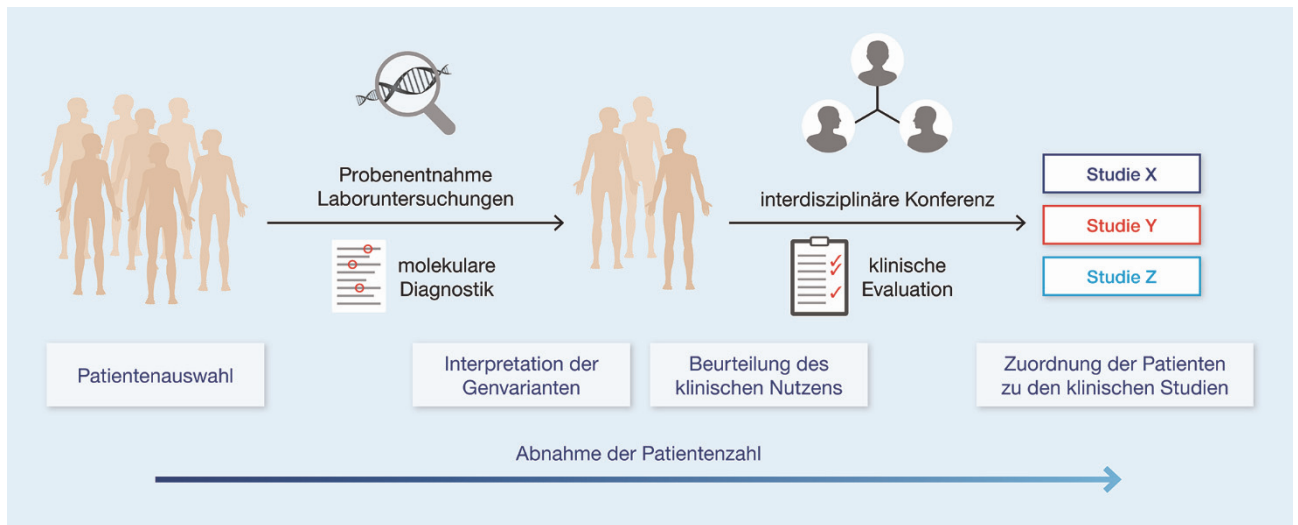 Probenentnahme
Laboruntersuchungen
molekulare
Diagnostik
interdisziplinäre Konferenz
klinische
Evaluation
Studie X
Studie Y
Studie Z
Patientenauswahl
Interpretation der
Genvarianten
Beurteilung des
klinischen Nutzens
Zuordnung der Patienten
zu den klinischen Studien
Abnahme der Patientenzahl